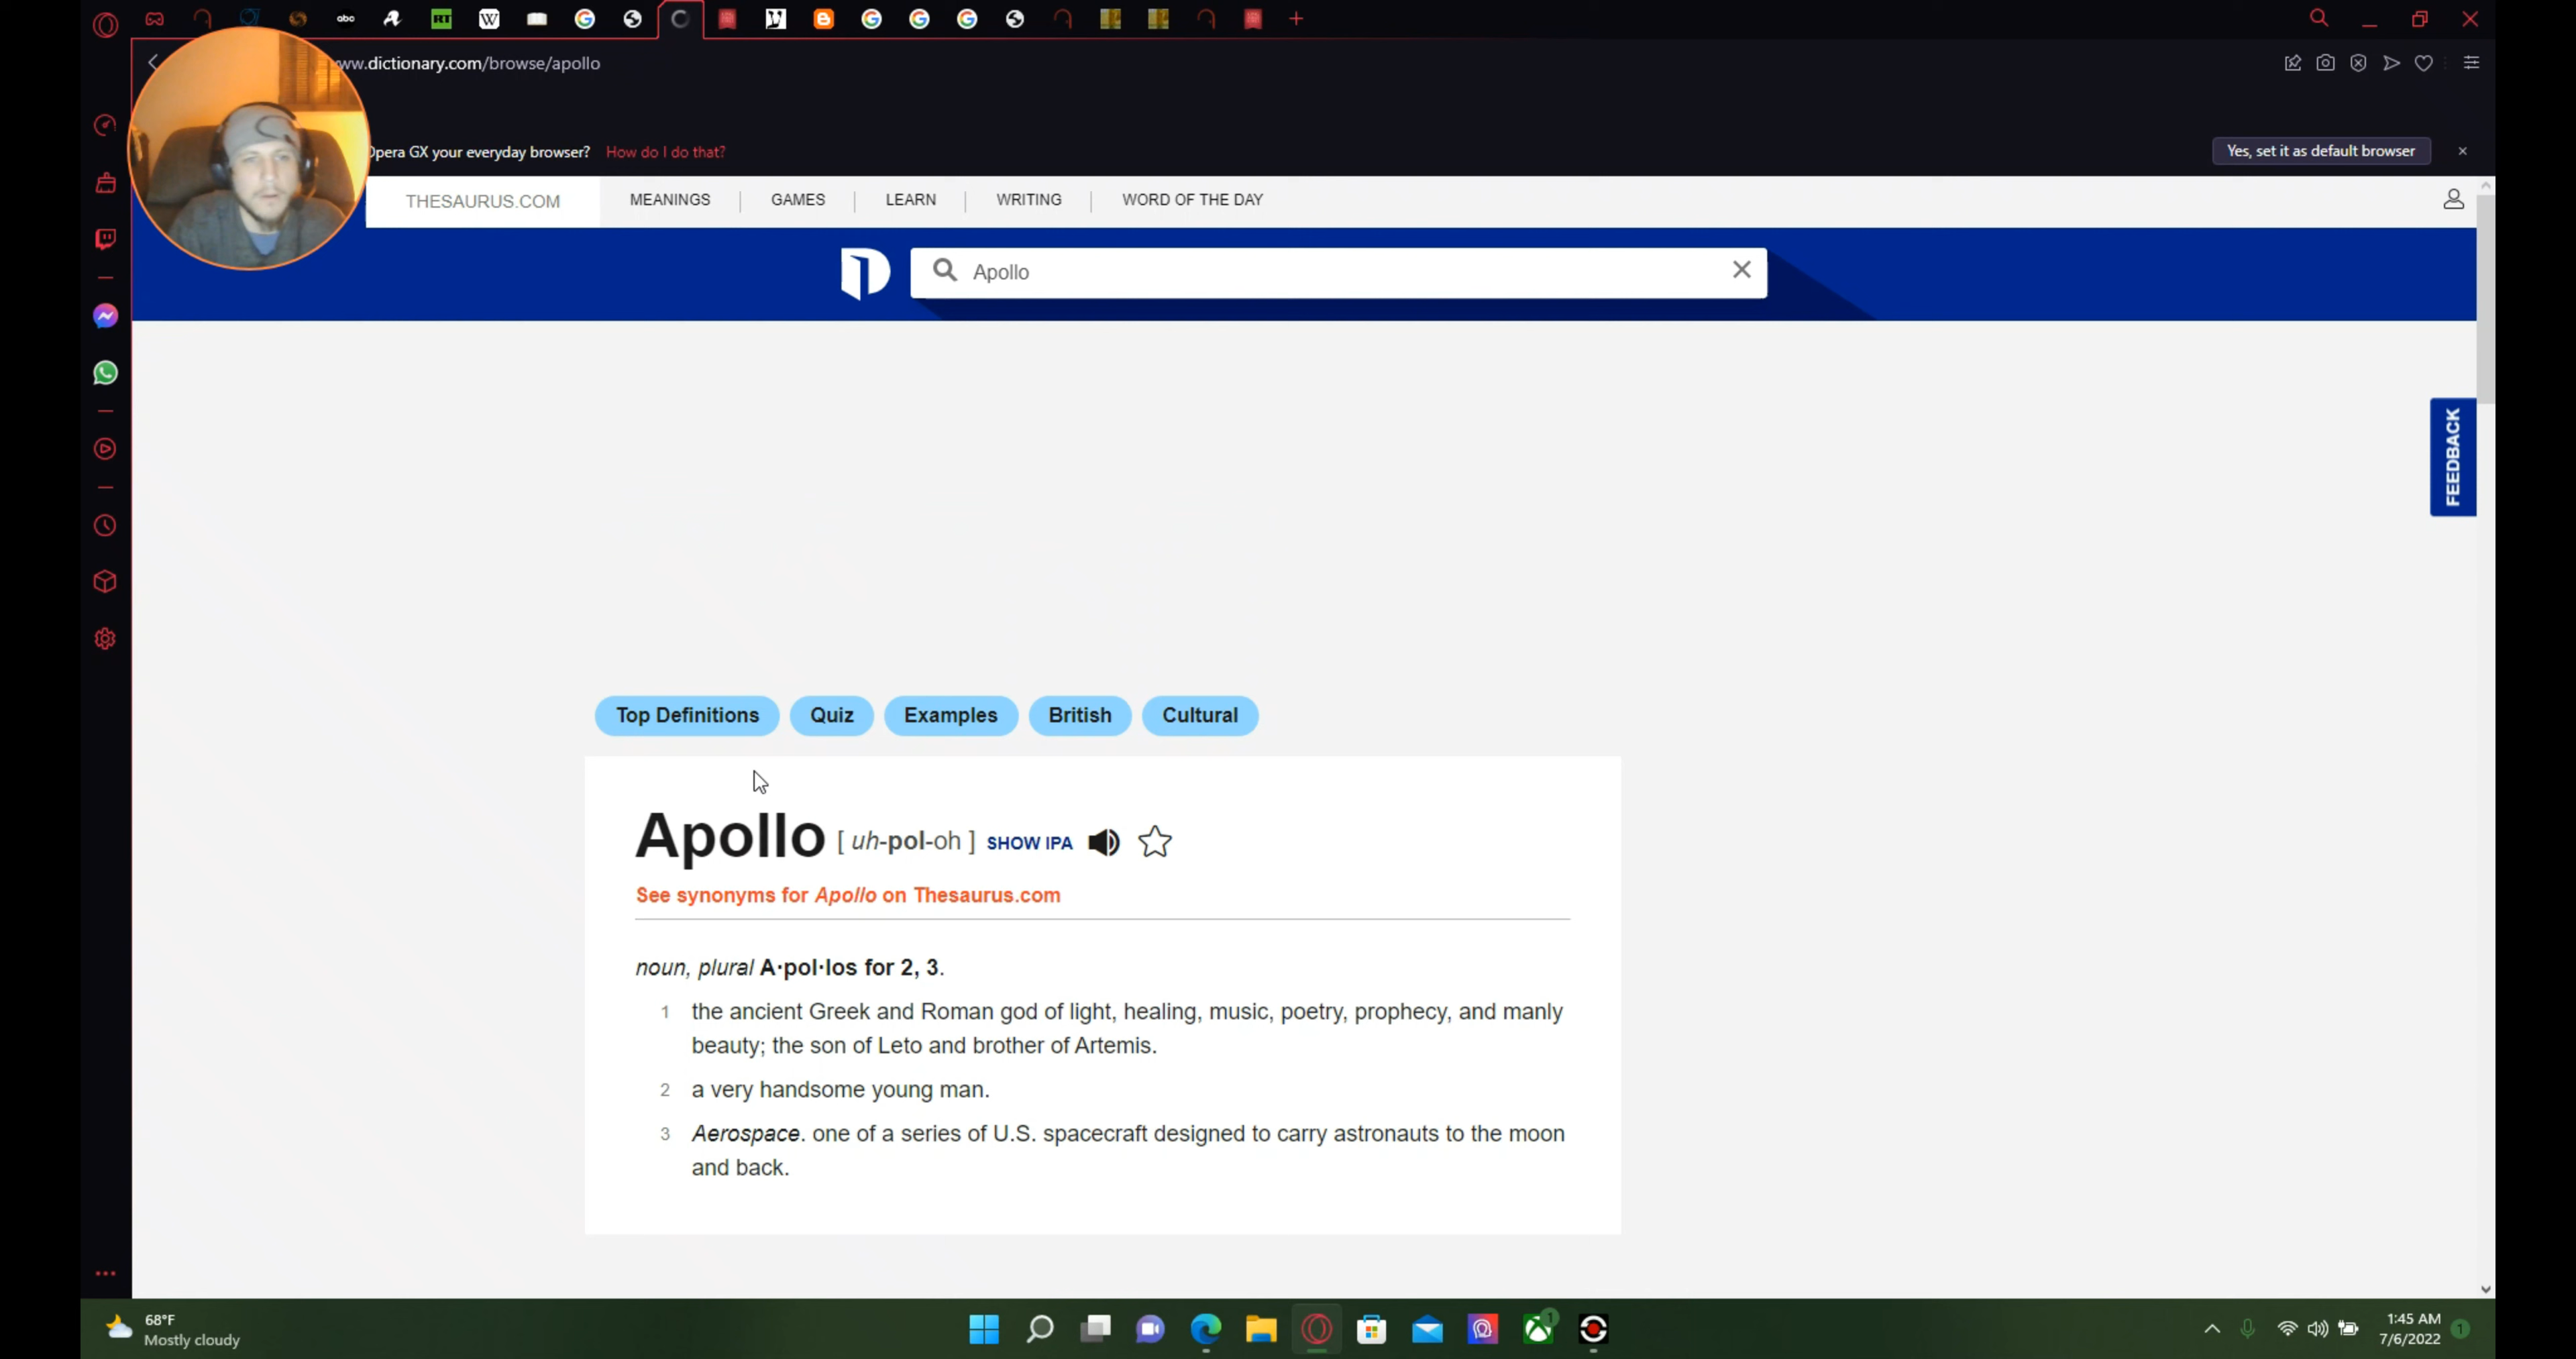 abc
RT
W
ww.dictionary.com/browse/apollo
Opera GX your everyday browser? How do I do that?
Yes, set it as default browser
THESAURUS.COM
MEANINGS
GAMES
LEARN
WRITING
WORD OF THE DAY
Apollo
FEEDBACK
Top Definitions
Quiz
Examples
British
Cultural
Apollo [ uh-pol-oh ] SHOW IPA
See synonyms for Apollo on Thesaurus.com
noun, plural A·pol·los for 2, 3.
1 the ancient Greek and Roman god of light, healing, music, poetry, prophecy, and manly
beauty; the son of Leto and brother of Artemis.
2 a very handsome young man.
3 Aerospace. one of a series of U.S. spacecraft designed to carry astronauts to the moon
and back.
68°F
Mostly cloudy
1
1:45 AM
7/6/2022
1